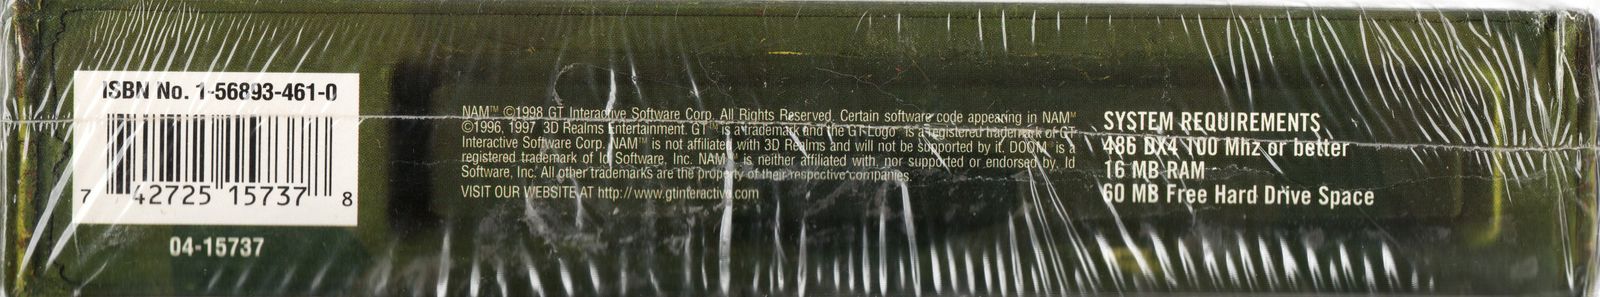 ISBN No. 1-56893-461-0
7 42725 15737 8
04-15737
NAM™ ©1998 GT Interactive Software Corp. All Rights Reserved. Certain software code appearing in NAM™
©1996, 1997 3D Realms Entertainment. GT™ is a trademark and the GT Logo® is a registered trademark of GT
Interactive Software Corp. NAM™ is not affiliated with 3D Realms and will not be supported by it. DOOM® is a
registered trademark of Id Software, Inc. NAM™ is neither affiliated with, nor supported or endorsed by, Id
Software, Inc. All other trademarks are the property of their respective companies.
VISIT OUR WEBSITE AT http://www.gtinteractive.com
SYSTEM REQUIREMENTS
486 DX4 100 Mhz or better
16 MB RAM
60 MB Free Hard Drive Space